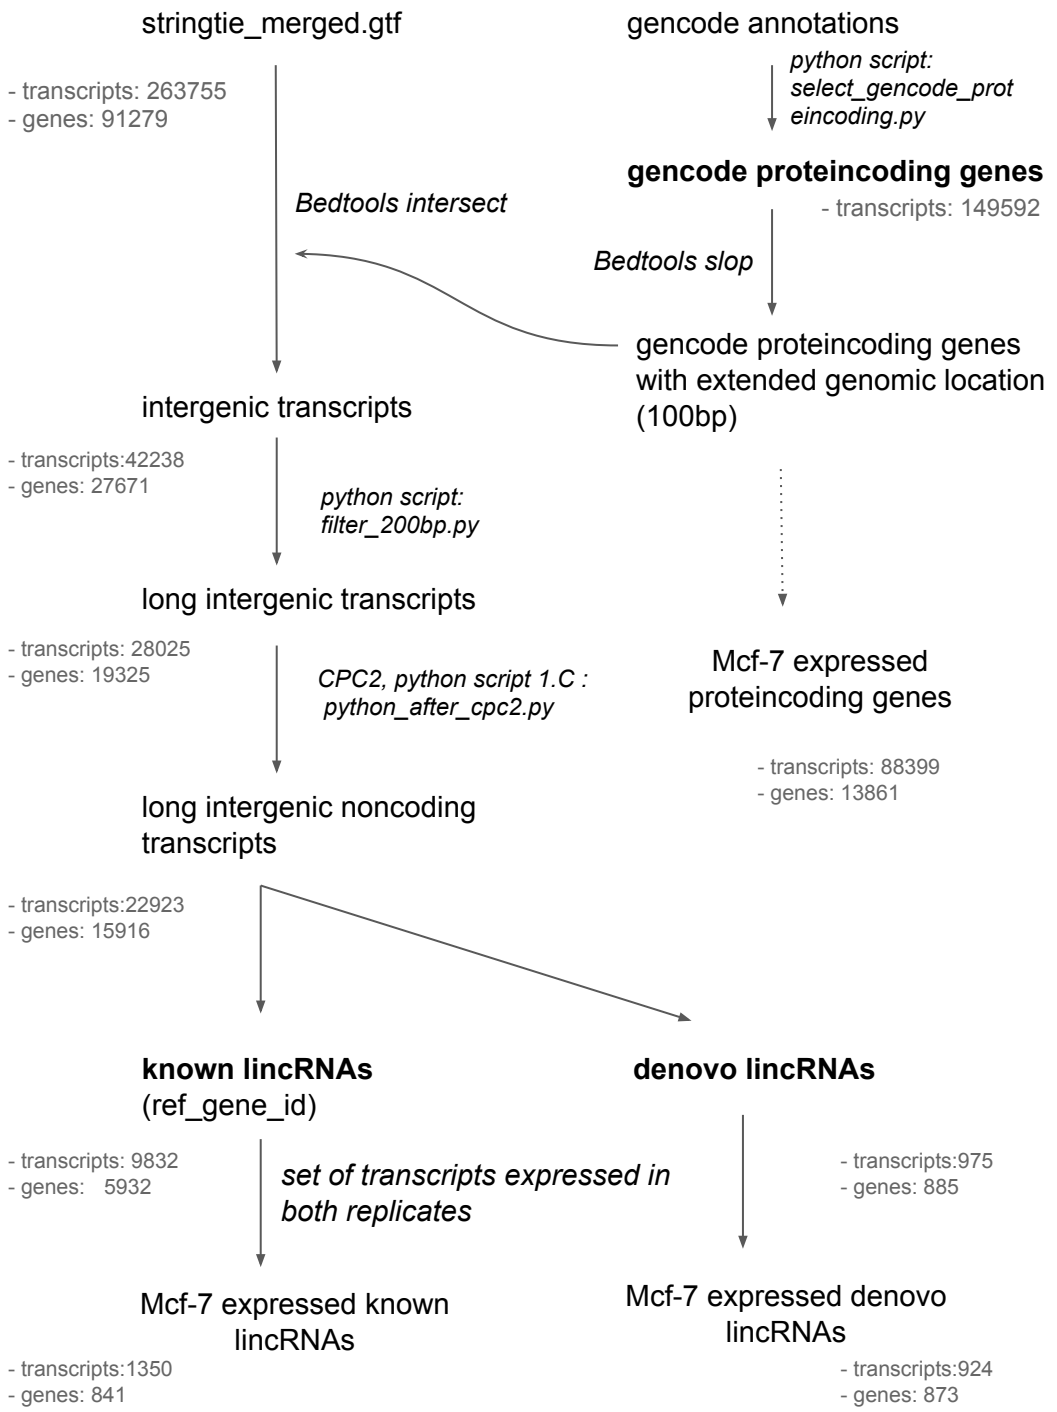 stringtie_merged.gtf
- transcripts: 263755
- genes: 91279
gencode annotations
python script:
select_gencode_prot
eincoding.py
gencode proteincoding genes
- transcripts: 149592
Bedtools intersect
Bedtools slop
gencode proteincoding genes
with extended genomic location
(100bp)
intergenic transcripts
- transcripts:42238
- genes: 27671
python script:
filter_200bp.py
long intergenic transcripts
- transcripts: 28025
- genes: 19325
CPC2, python script 1.C :
python_after_cpc2.py
Mcf-7 expressed
proteincoding genes
- transcripts: 88399
- genes: 13861
long intergenic noncoding
transcripts
- transcripts:22923
- genes: 15916
known lincRNAs
(ref_gene_id)
denovo lincRNAs
- transcripts: 9832
- genes: 5932
set of transcripts expressed in
both replicates
- transcripts:975
- genes: 885
Mcf-7 expressed known
lincRNAs
Mcf-7 expressed denovo
lincRNAs
- transcripts:1350
- genes: 841
- transcripts:924
- genes: 873